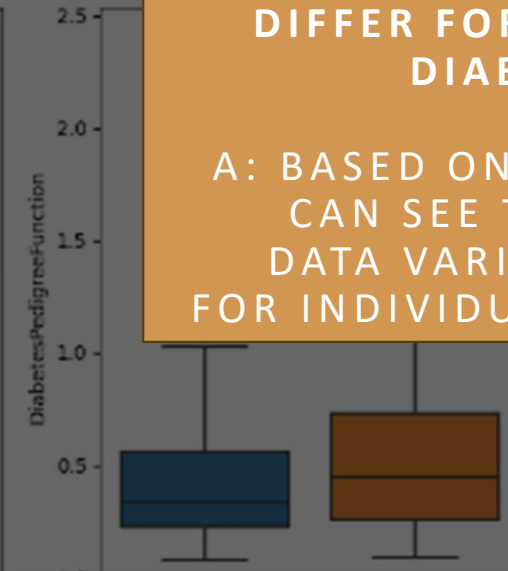 DIFFER FOR
DIAB
A: BASED ON
CAN SEE
DATA VARI
FOR INDIVIDU
2.5
2.0
1.5
1.0
0.5
DiabetesPedigreeFunction